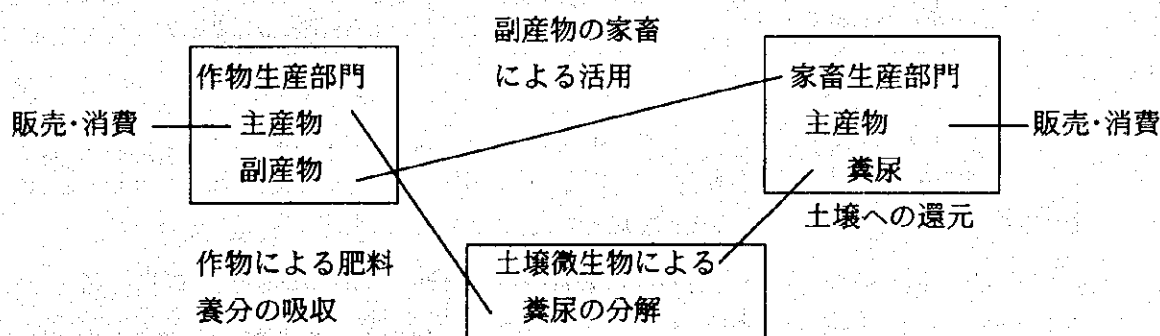 副産物の家畜
による活用
作物生産部門
主産物
副産物
販売・消費
家畜生産部門
主産物
糞尿
販売・消費
土壌への還元
作物による肥料
養分の吸収
土壌微生物による
糞尿の分解